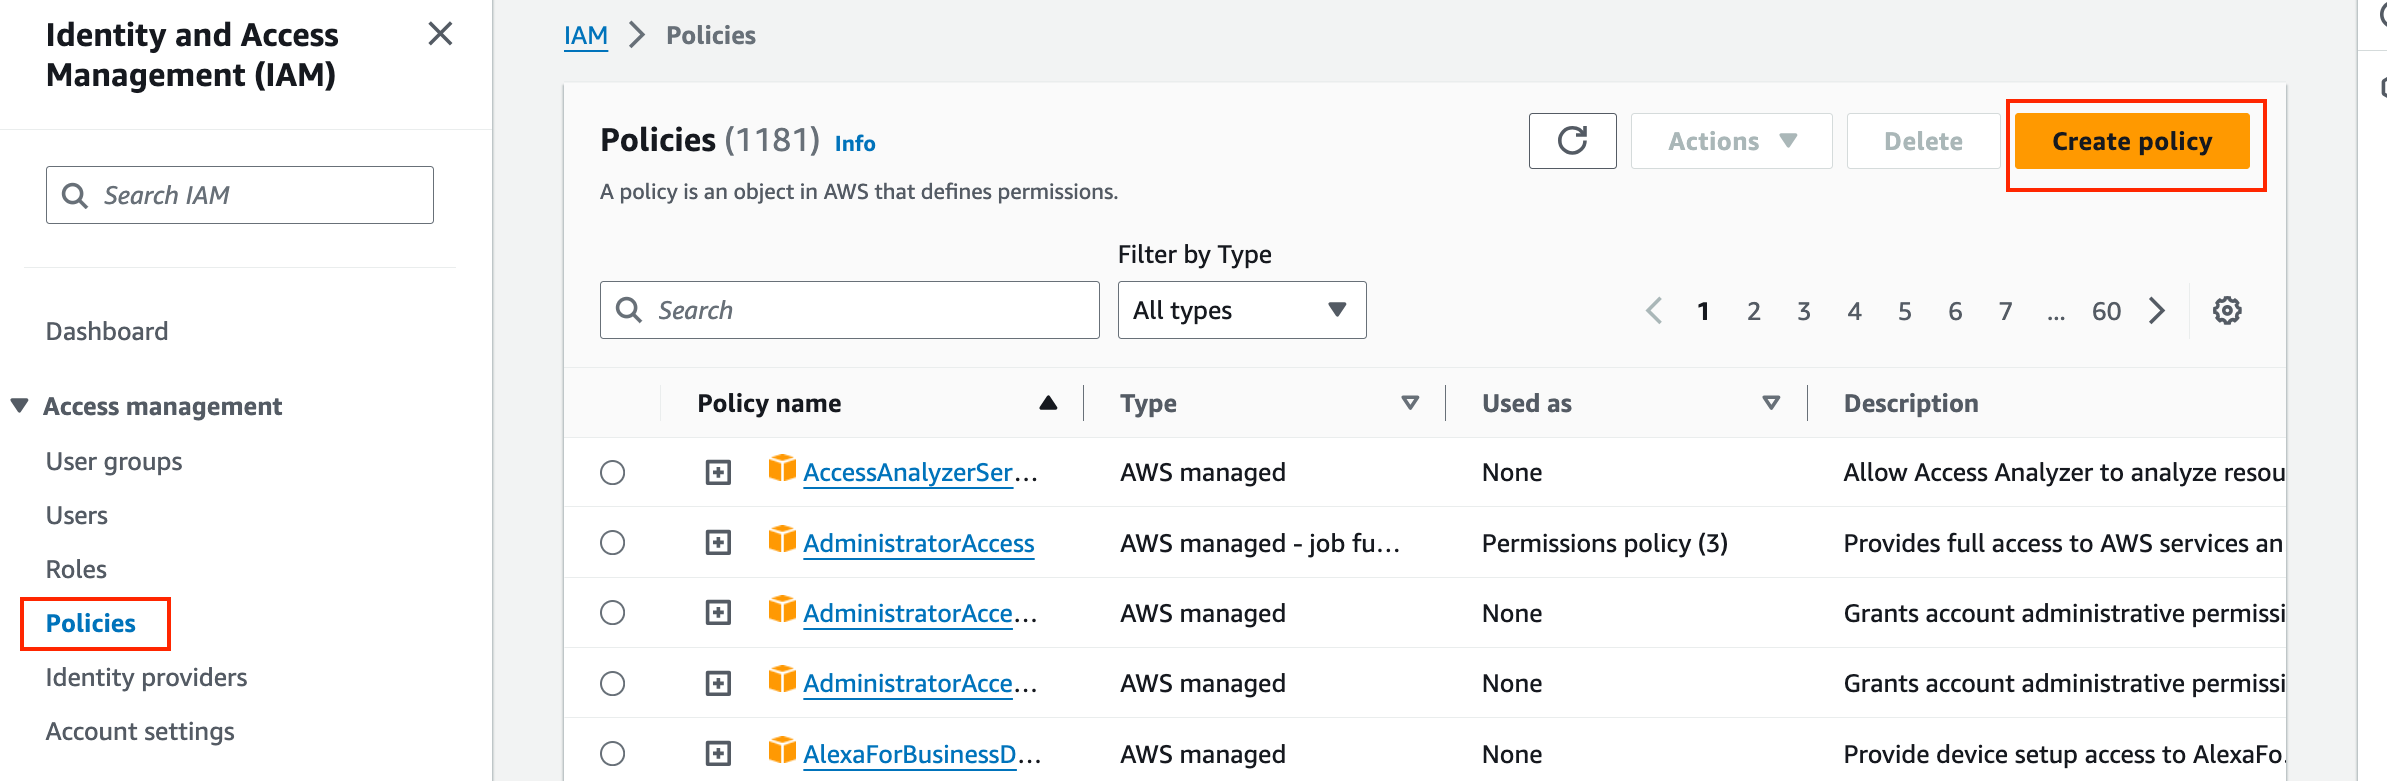 Identity and Access
Management (IAM)
Search IAM
Dashboard
Access management
User groups
Users
Roles
Policies
Identity providers
Account settings
IAM > Policies
Policies (1181) Info
A policy is an object in AWS that defines permissions.
Actions
Delete
Create policy
Filter by Type
Search
All types
1 2 3 4 5 6 7 ... 60
Policy name Type Used as Description
AccessAnalyzerSer... AWS managed None Allow Access Analyzer to analyze resou
AdministratorAccess AWS managed - job fu... Permissions policy (3) Provides full access to AWS services an
AdministratorAcce... AWS managed None Grants account administrative permissi
AdministratorAcce... AWS managed None Grants account administrative permissi
AlexaForBusinessD... AWS managed None Provide device setup access to AlexaFo.